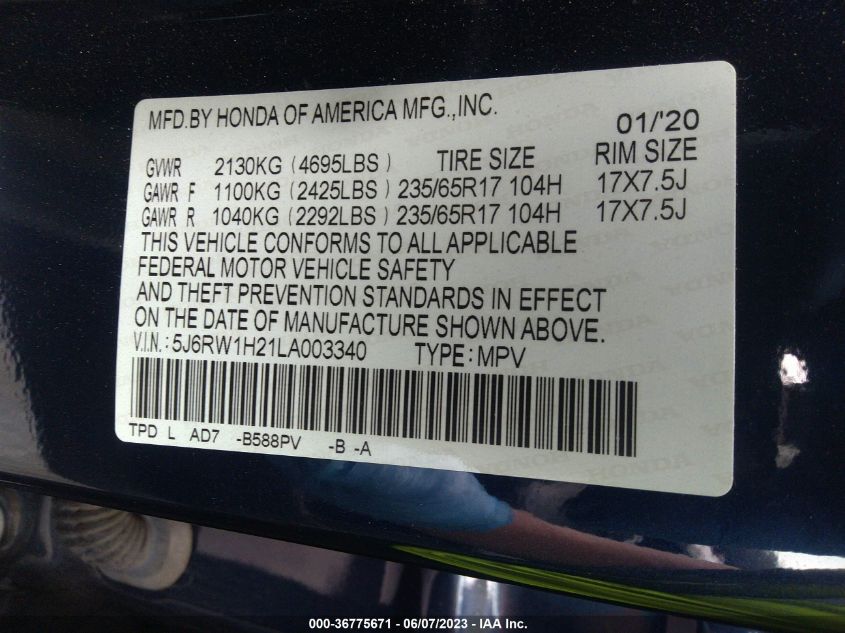 MFD.BY HONDA OF AMERICA MFG.,INC.
01/'20
GVWR 2130KG (4695LBS) TIRE SIZE RIM SIZE
GAWR F 1100KG (2425LBS) 235/65R17 104H 17X7.5J
GAWR R 1040KG (2292LBS) 235/65R17 104H 17X7.5J
THIS VEHICLE CONFORMS TO ALL APPLICABLE
FEDERAL MOTOR VEHICLE SAFETY
AND THEFT PREVENTION STANDARDS IN EFFECT
ON THE DATE OF MANUFACTURE SHOWN ABOVE.
V.I.N.:5J6RW1H21LA003340 TYPE:MPV
TPD L AD7 -B588PV -B -A
000-36775671 - 06/07/2023 - IAA Inc.